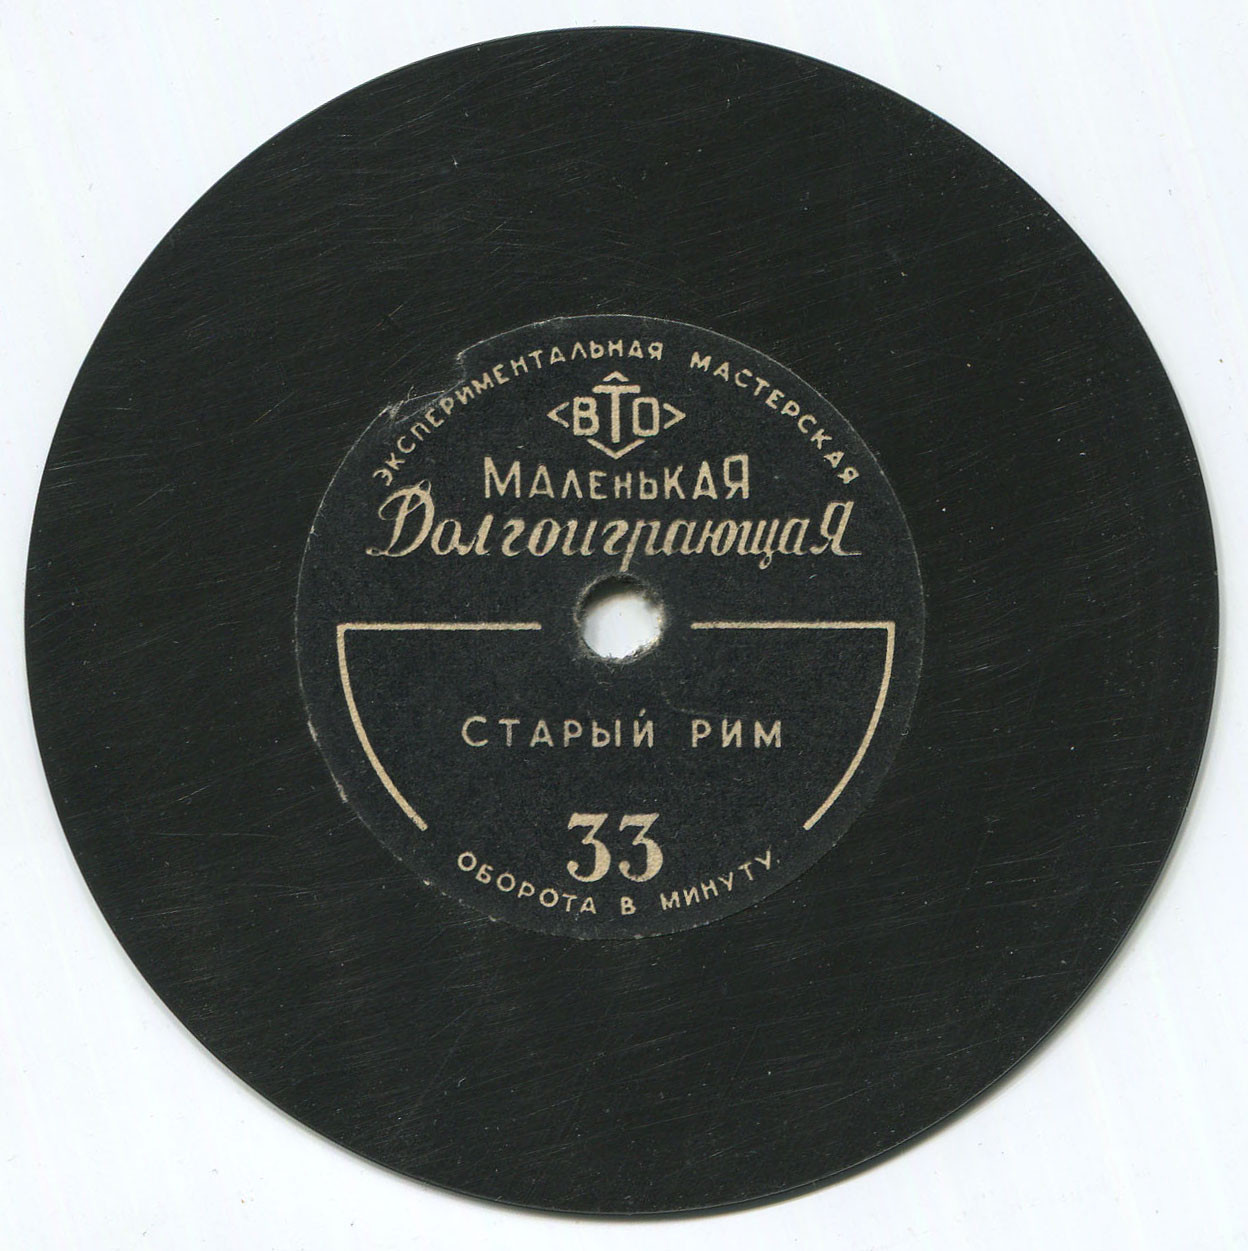 ЭКСПЕРИМЕНТАЛЬНАЯ МАСТЕРСКАЯ
ВТО
МАЛЕНЬКАЯ
ДолгоиграющаЯ
СТАРЫЙ РИМ
33
ОБОРОТА В МИНУТУ.